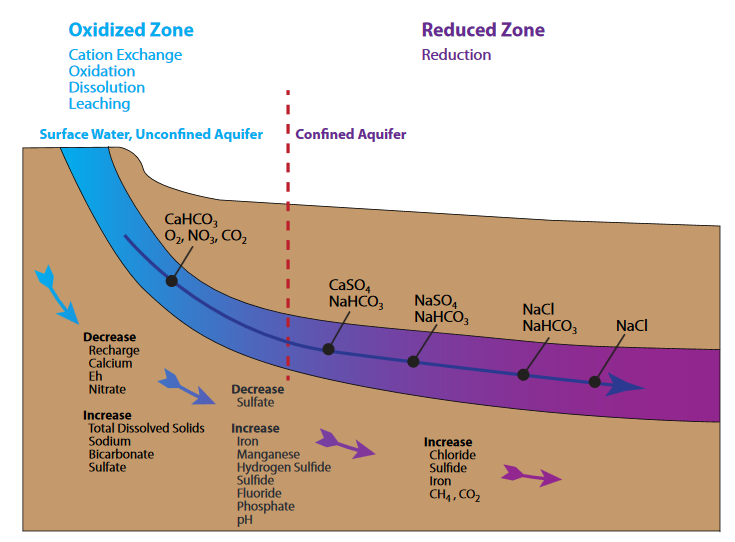 Oxidized Zone
Cation Exchange
Oxidation
Dissolution
Leaching
Reduced Zone
Reduction
Surface Water, Unconfined Aquifer
Confined Aquifer
CaHCO₃
O₂, NO₃, CO₂
CaSO₄
NaHCO₃
NaSO₄
NaHCO₃
NaCl
NaHCO₃
NaCl
Decrease
Recharge
Calcium
Eh
Nitrate
Increase
Total Dissolved Solids
Sodium
Bicarbonate
Sulfate
Decrease
Sulfate
Increase
Iron
Manganese
Hydrogen Sulfide
Sulfide
Fluoride
Phosphate
pH
Increase
Chloride
Sulfide
Iron
CH₄ , CO₂